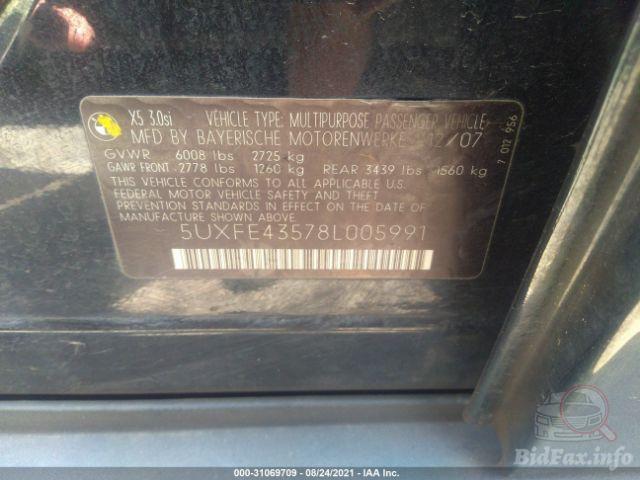 X5 3.0si VEHICLE TYPE: MULTIPURPOSE PASSENGER VEHICLE
MFD BY BAYERISCHE MOTORENWERKE 12/07
GVWR 6008 lbs 2725 kg
GAWR FRONT 2778 lbs 1260 kg REAR 3439 lbs 1560 kg
THIS VEHICLE CONFORMS TO ALL APPLICABLE U.S.
FEDERAL MOTOR VEHICLE SAFETY AND THEFT
PREVENTION STANDARDS IN EFFECT ON THE DATE OF
MANUFACTURE SHOWN ABOVE.
5UXFE43578L005991
7 012 956
BidFax.info
000-31069709 - 08/24/2021 - IAA Inc.